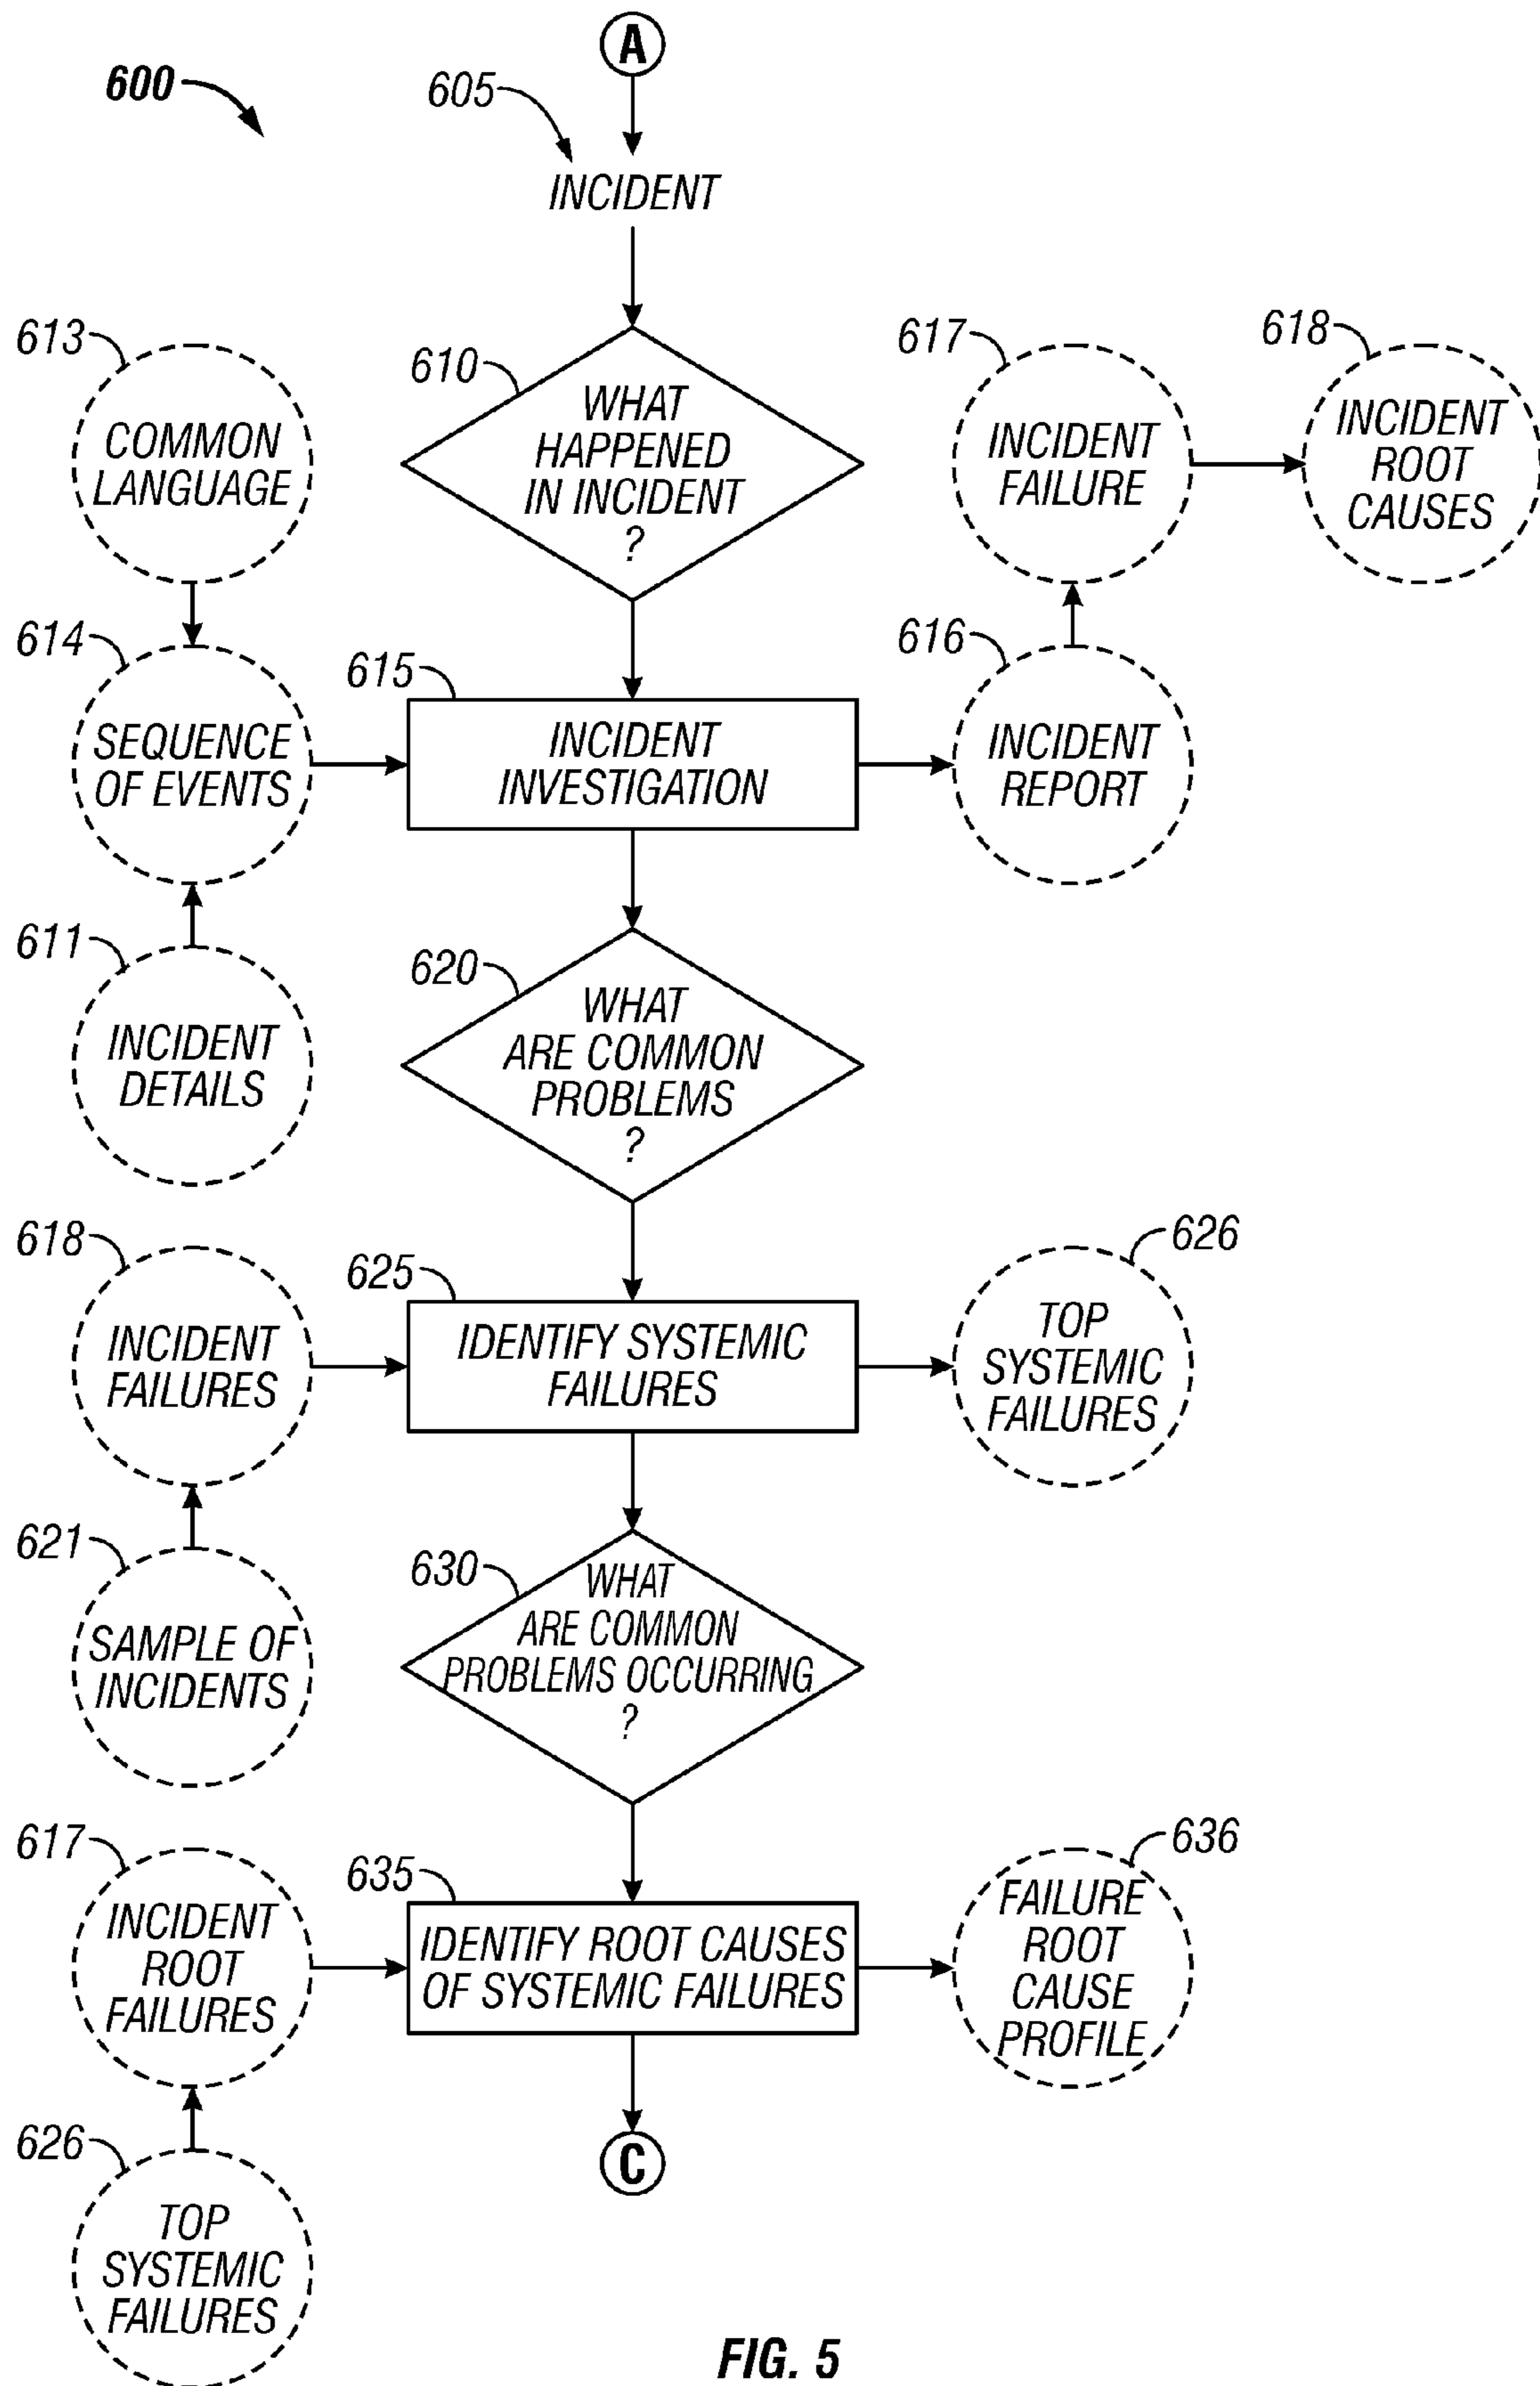 A
600
605
INCIDENT
613
COMMON
LANGUAGE
610
WHAT
HAPPENED
IN INCIDENT
?
617
INCIDENT
FAILURE
618
INCIDENT
ROOT
CAUSES
614
SEQUENCE
OF EVENTS
615
INCIDENT
INVESTIGATION
616
INCIDENT
REPORT
611
INCIDENT
DETAILS
620
WHAT
ARE COMMON
PROBLEMS
?
618
INCIDENT
FAILURES
625
IDENTIFY SYSTEMIC
FAILURES
626
TOP
SYSTEMIC
FAILURES
621
SAMPLE OF
INCIDENTS
630
WHAT
ARE COMMON
PROBLEMS OCCURRING
?
617
INCIDENT
ROOT
FAILURES
635
IDENTIFY ROOT CAUSES
OF SYSTEMIC FAILURES
636
FAILURE
ROOT
CAUSE
PROFILE
626
TOP
SYSTEMIC
FAILURES
C
FIG. 5